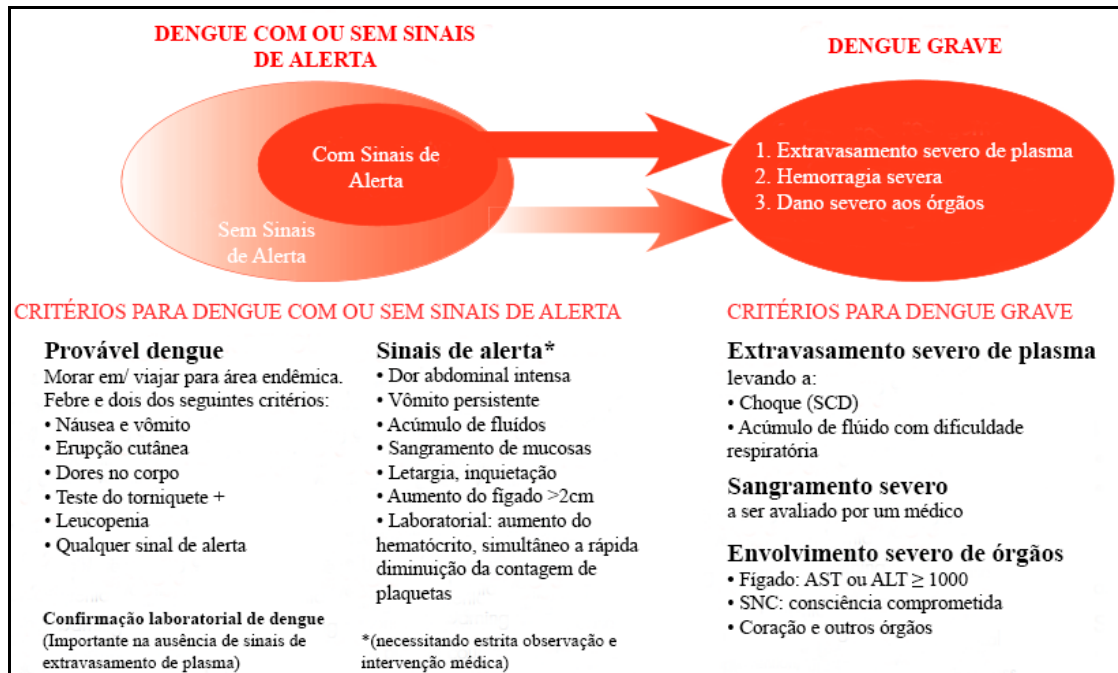 DENGUE COM OU SEM SINAIS
DE ALERTA
DENGUE GRAVE
Com Sinais de
Alerta
Sem Sinais
de Alerta
1. Extravasamento severo de plasma
2. Hemorragia severa
3. Dano severo aos órgãos
CRITÉRIOS PARA DENGUE COM OU SEM SINAIS DE ALERTA
Provável dengue
Morar em/ viajar para área endêmica.
Febre e dois dos seguintes critérios:
• Náusea e vômito
• Erupção cutânea
• Dores no corpo
• Teste do torniquete +
• Leucopenia
• Qualquer sinal de alerta
Confirmação laboratorial de dengue
(Importante na ausência de sinais de
extravasamento de plasma)
Sinais de alerta*
• Dor abdominal intensa
• Vômito persistente
• Acúmulo de fluídos
• Sangramento de mucosas
• Letargia, inquietação
• Aumento do fígado >2cm
• Laboratorial: aumento do
hematócrito, simultâneo a rápida
diminuição da contagem de
plaquetas
*(necessitando estrita observação e
intervenção médica)
CRITÉRIOS PARA DENGUE GRAVE
Extravasamento severo de plasma
levando a:
• Choque (SCD)
• Acúmulo de flúido com dificuldade
respiratória
Sangramento severo
a ser avaliado por um médico
Envolvimento severo de órgãos
• Fígado: AST ou ALT ≥ 1000
• SNC: consciência comprometida
• Coração e outros órgãos